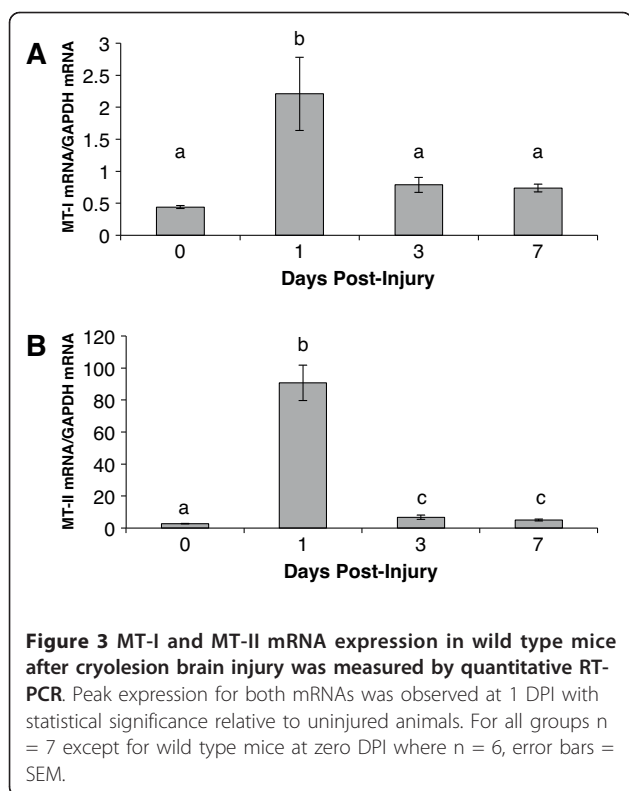 A
MT-I mRNA/GAPDH mRNA
3
2.5
2
1.5
1
0.5
0
a
b
a
a
0
1
3
7
Days Post-Injury
B
MT-II mRNA/GAPDH mRNA
120
100
80
60
40
20
0
a
b
c
c
0
1
3
7
Days Post-Injury
Figure 3 MT-I and MT-II mRNA expression in wild type mice
after cryolesion brain injury was measured by quantitative RT-
PCR. Peak expression for both mRNAs was observed at 1 DPI with
statistical significance relative to uninjured animals. For all groups n
= 7 except for wild type mice at zero DPI where n = 6, error bars =
SEM.